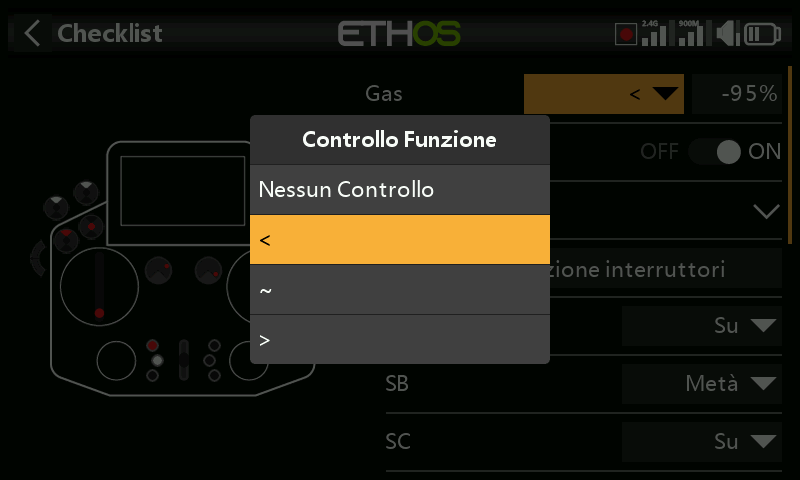 Checklist
ETHOS
2.4G
900M
Gas
<
-95%
Controllo Funzione
OFF
ON
Nessun Controllo
<
zione interruttori
~
>
Su
SB
Metà
SC
Su